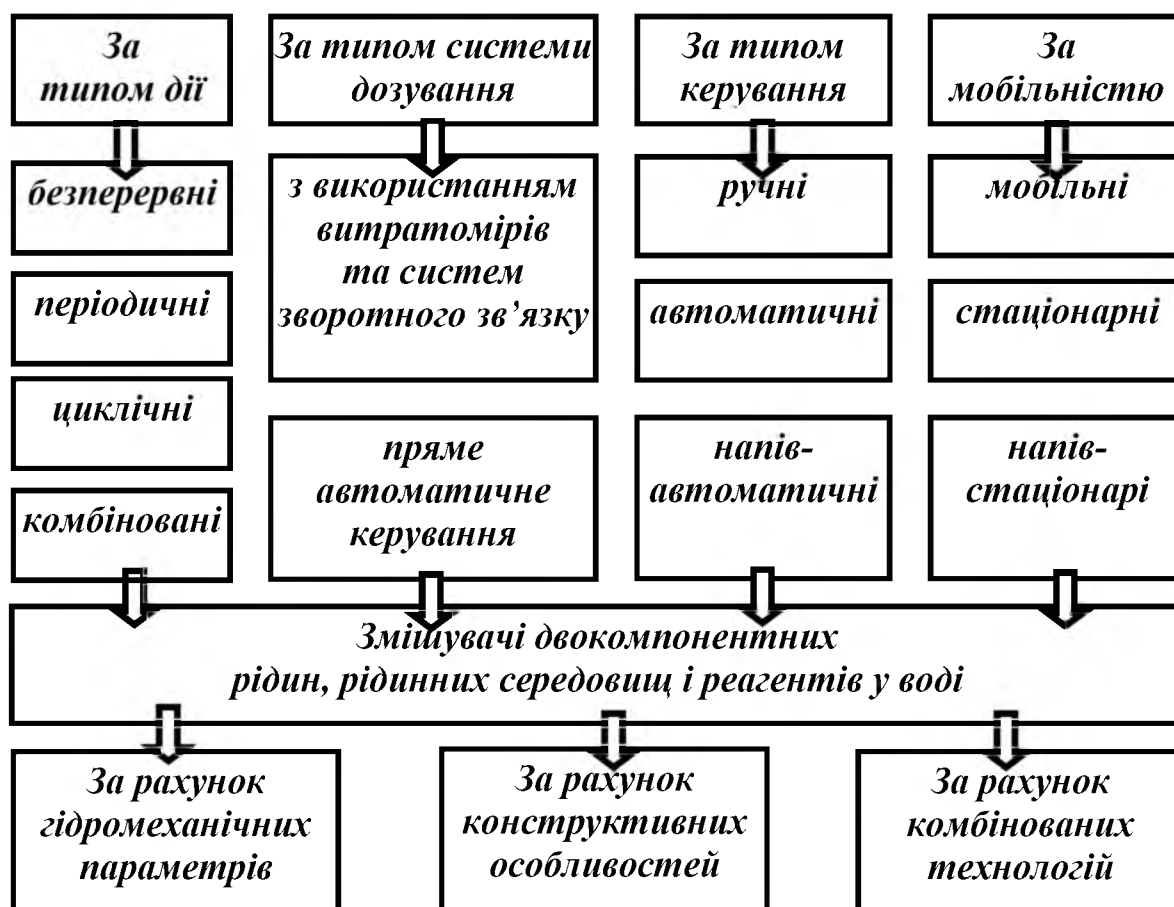 За
типом дії
За типом системи
дозування
За типом
керування
За
мобільністю
безперервні
періодичні
циклічні
комбіновані
з використанням
витратомірів
та систем
зворотного зв’язку
пряме
автоматичне
керування
ручні
автоматичні
напів-
автоматичні
мобільні
стаціонарні
напів-
стаціонарі
Змішувачі двокомпонентних
рідин, рідинних середовищ і реагентів у воді
За рахунок
гідромеханічних
параметрів
За рахунок
конструктивних
особливостей
За рахунок
комбінованих
технологій